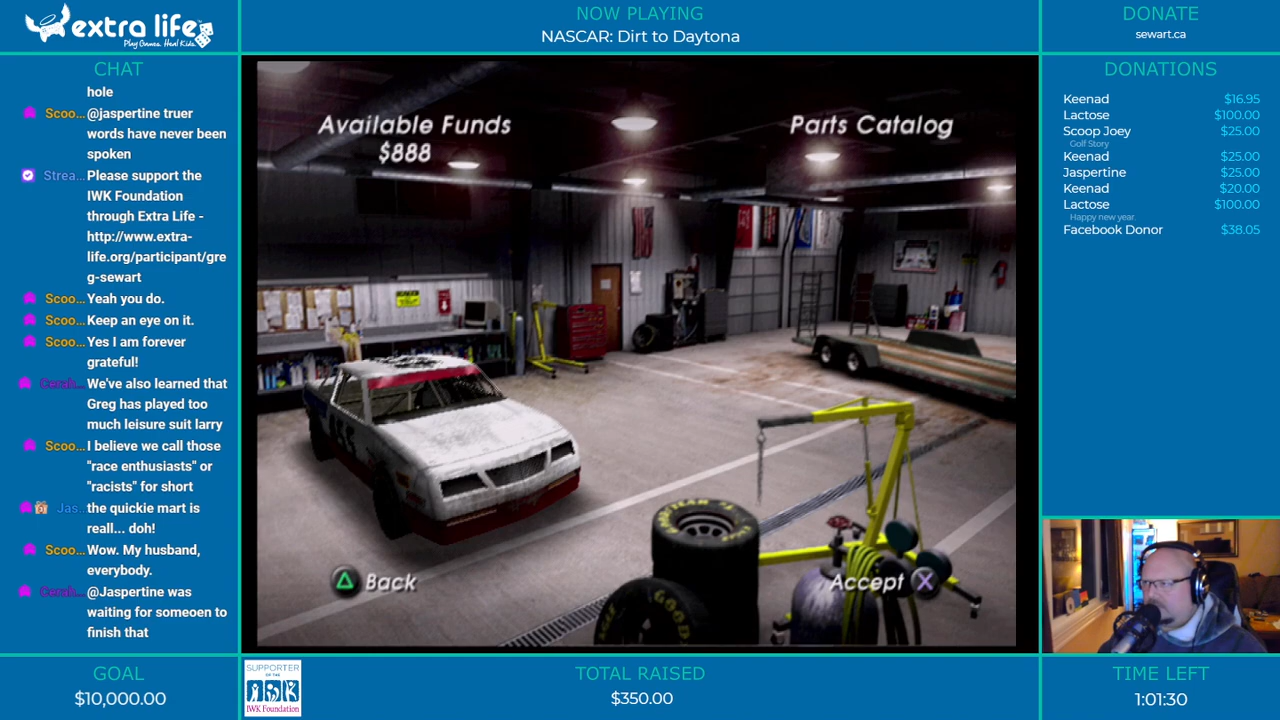 extra life
Play Games. Heal Kids.
NOW PLAYING
NASCAR: Dirt to Daytona
DONATE
sewart.ca
CHAT
hole
Scoo... @jaspertine truer
words have never been
spoken
Strea... Please support the
IWK Foundation
through Extra Life -
http://www.extra-
life.org/participant/gre
g-sewart
Scoo... Yeah you do.
Scoo... Keep an eye on it.
Scoo... Yes I am forever
grateful!
We've also learned that
Greg has played too
much leisure suit larry
Scoo... I believe we call those
"race enthusiasts" or
"racists" for short
Jas... the quickie mart is
reall... doh!
Scoo... Wow. My husband,
everybody.
@Jaspertine was
waiting for someoen to
finish that
Available Funds
$888
Parts Catalog
Back
Accept
DONATIONS
Keenad $16.95
Lactose $100.00
Scoop Joey $25.00
Golf Story
Keenad $25.00
Jaspertine $25.00
Keenad $20.00
Lactose $100.00
Happy new year.
Facebook Donor $38.05
GOAL
$10,000.00
SUPPORTER
OF THE
IWK
IWK Foundation
TOTAL RAISED
$350.00
TIME LEFT
1:01:30